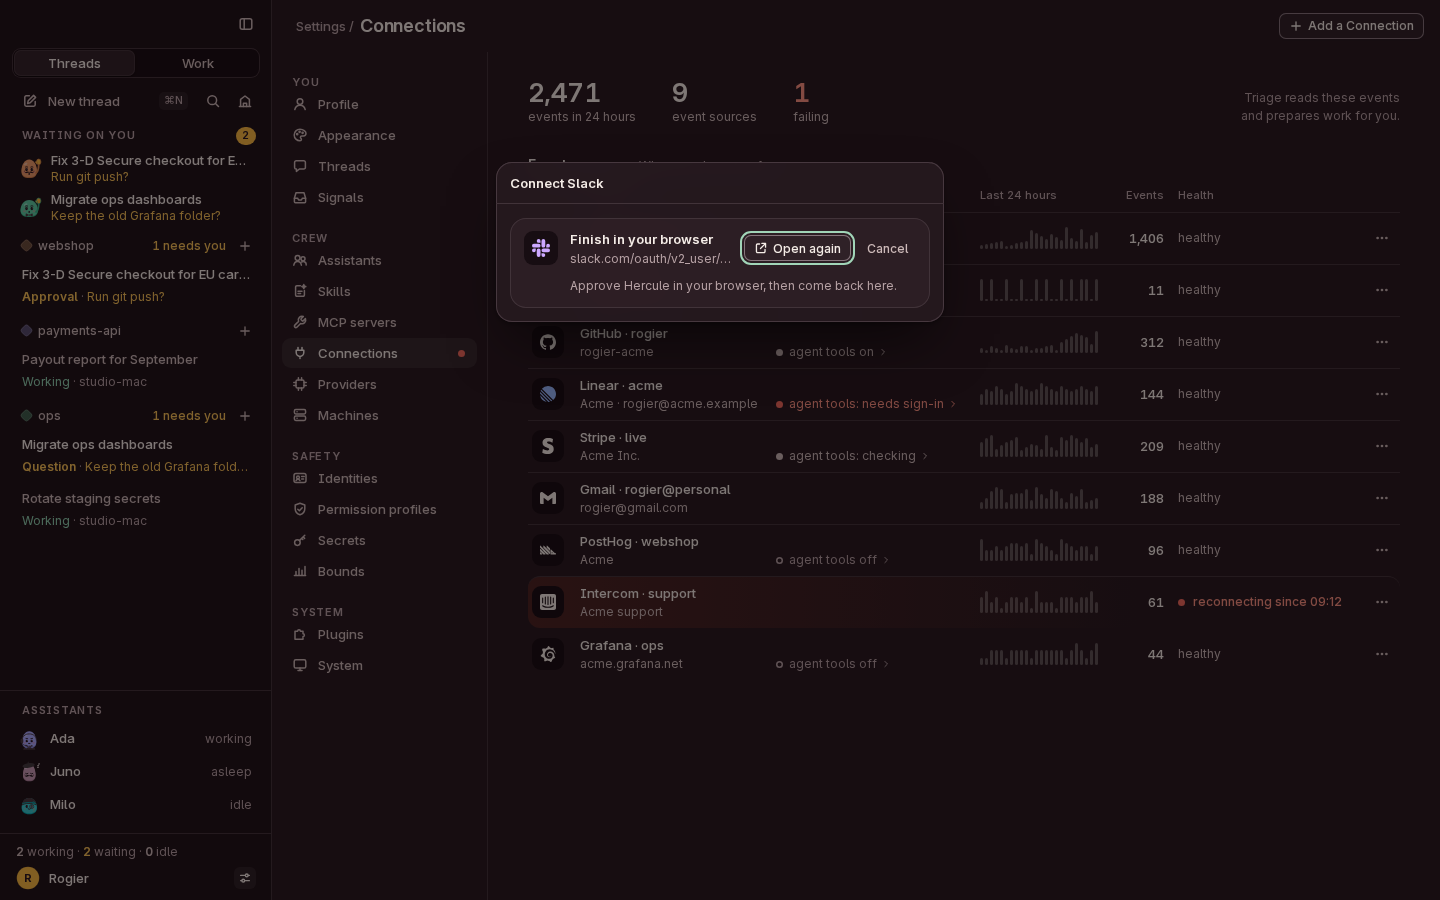 Threads
Work
New thread
⌘N
WAITING ON YOU
2
Fix 3-D Secure checkout for E…
Run git push?
Migrate ops dashboards
Keep the old Grafana folder?
webshop
1 needs you
Fix 3-D Secure checkout for EU car…
Approval · Run git push?
payments-api
Payout report for September
Working · studio-mac
ops
1 needs you
Migrate ops dashboards
Question · Keep the old Grafana fold…
Rotate staging secrets
Working · studio-mac
ASSISTANTS
Ada
working
Juno
asleep
Milo
idle
2 working · 2 waiting · 0 idle
R
Rogier
Settings / Connections
Add a Connection
YOU
Profile
Appearance
Threads
Signals
CREW
Assistants
Skills
MCP servers
Connections
Providers
Machines
SAFETY
Identities
Permission profiles
Secrets
Bounds
SYSTEM
Plugins
System
2,471
events in 24 hours
9
event sources
1
failing
Triage reads these events
and prepares work for you.
Connect Slack
Finish in your browser
slack.com/oauth/v2_user/…
Open again
Cancel
Approve Hercule in your browser, then come back here.
Last 24 hours
Events
Health
1,406
healthy
11
healthy
GitHub · rogier
rogier-acme
agent tools on
312
healthy
Linear · acme
Acme · rogier@acme.example
agent tools: needs sign-in
144
healthy
Stripe · live
Acme Inc.
agent tools: checking
209
healthy
Gmail · rogier@personal
rogier@gmail.com
188
healthy
PostHog · webshop
Acme
agent tools off
96
healthy
Intercom · support
Acme support
61
reconnecting since 09:12
Grafana · ops
acme.grafana.net
agent tools off
44
healthy